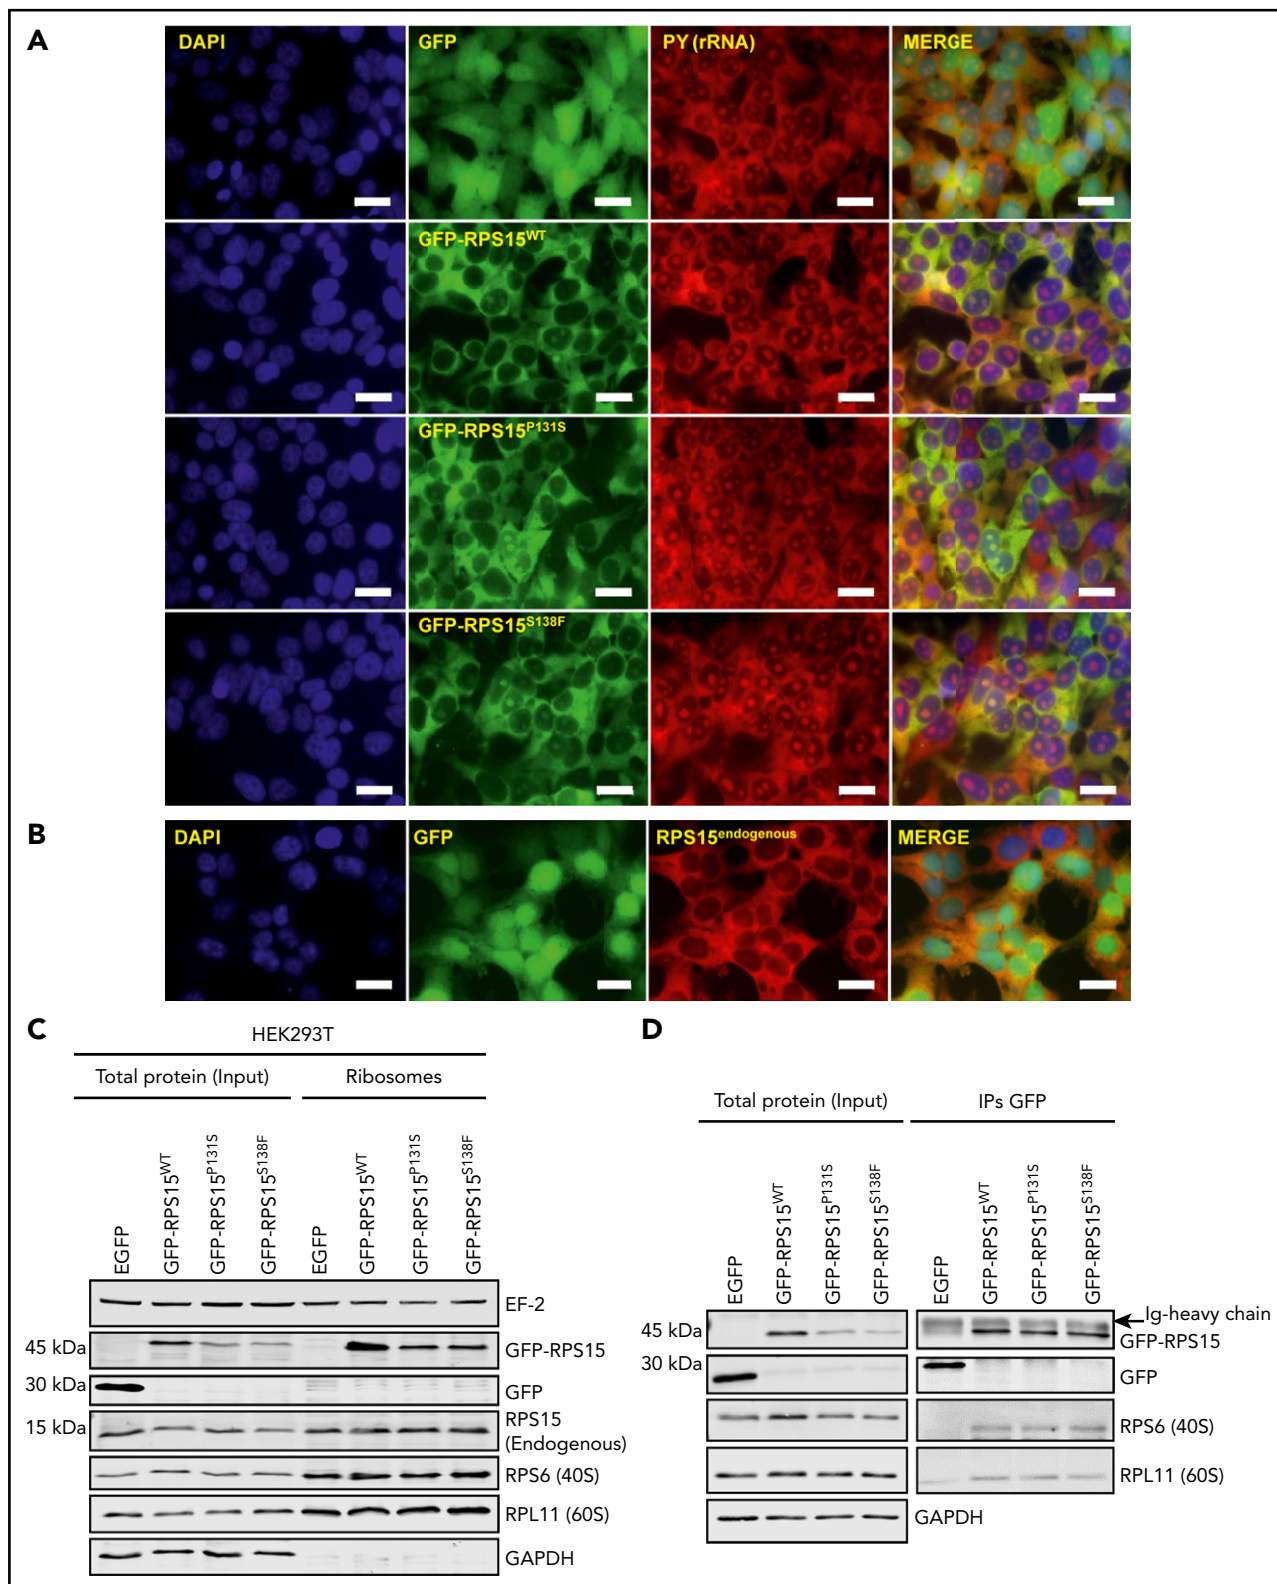 A
DAPI GFP PY (rRNA) MERGE
GFP-RPS15WT
GFP-RPS15P131S
GFP-RPS15S138F
B
DAPI GFP RPS15endogenous MERGE
C
HEK293T
Total protein (Input) Ribosomes
EGFP GFP-RPS15WT GFP-RPS15P131S GFP-RPS15S138F EGFP GFP-RPS15WT GFP-RPS15P131S GFP-RPS15S138F
EF-2
45 kDa GFP-RPS15
30 kDa GFP
15 kDa RPS15
(Endogenous)
RPS6 (40S)
RPL11 (60S)
GAPDH
D
Total protein (Input) IPs GFP
EGFP GFP-RPS15WT GFP-RPS15P131S GFP-RPS15S138F EGFP GFP-RPS15WT GFP-RPS15P131S GFP-RPS15S138F
Ig-heavy chain
45 kDa GFP-RPS15
30 kDa GFP
RPS6 (40S)
RPL11 (60S)
GAPDH